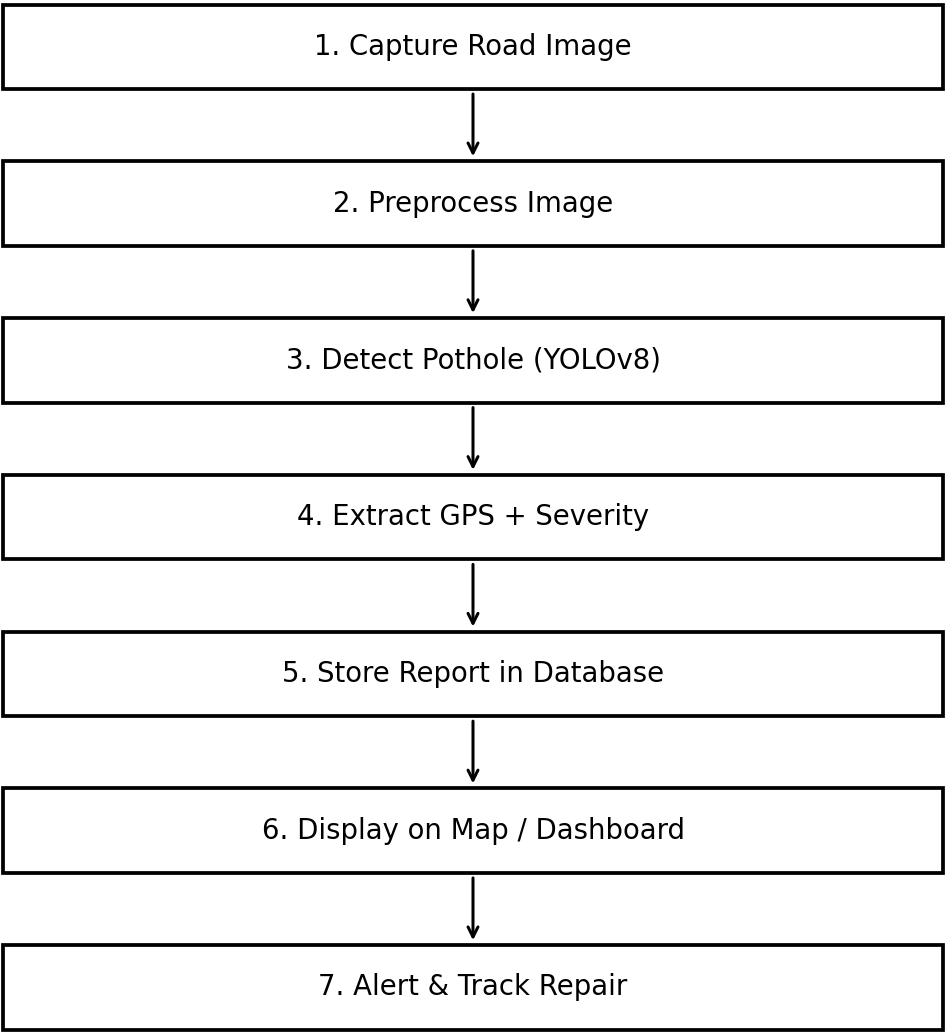 1. Capture Road Image
2. Preprocess Image
3. Detect Pothole (YOLOv8)
4. Extract GPS + Severity
5. Store Report in Database
6. Display on Map / Dashboard
7. Alert & Track Repair